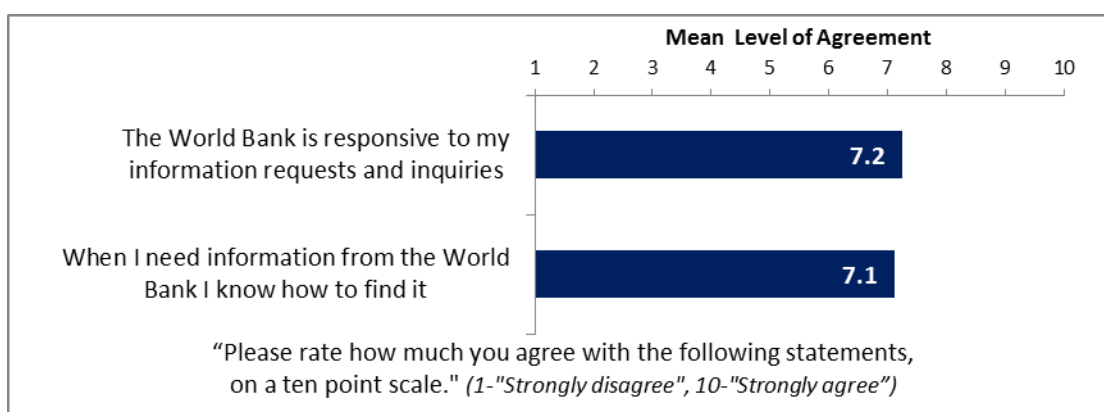 Mean Level of Agreement
1 2 3 4 5 6 7 8 9 10
The World Bank is responsive to my
information requests and inquiries
7.2
When I need information from the World
Bank I know how to find it
7.1
“Please rate how much you agree with the following statements,
on a ten point scale." (1-"Strongly disagree", 10-"Strongly agree”)